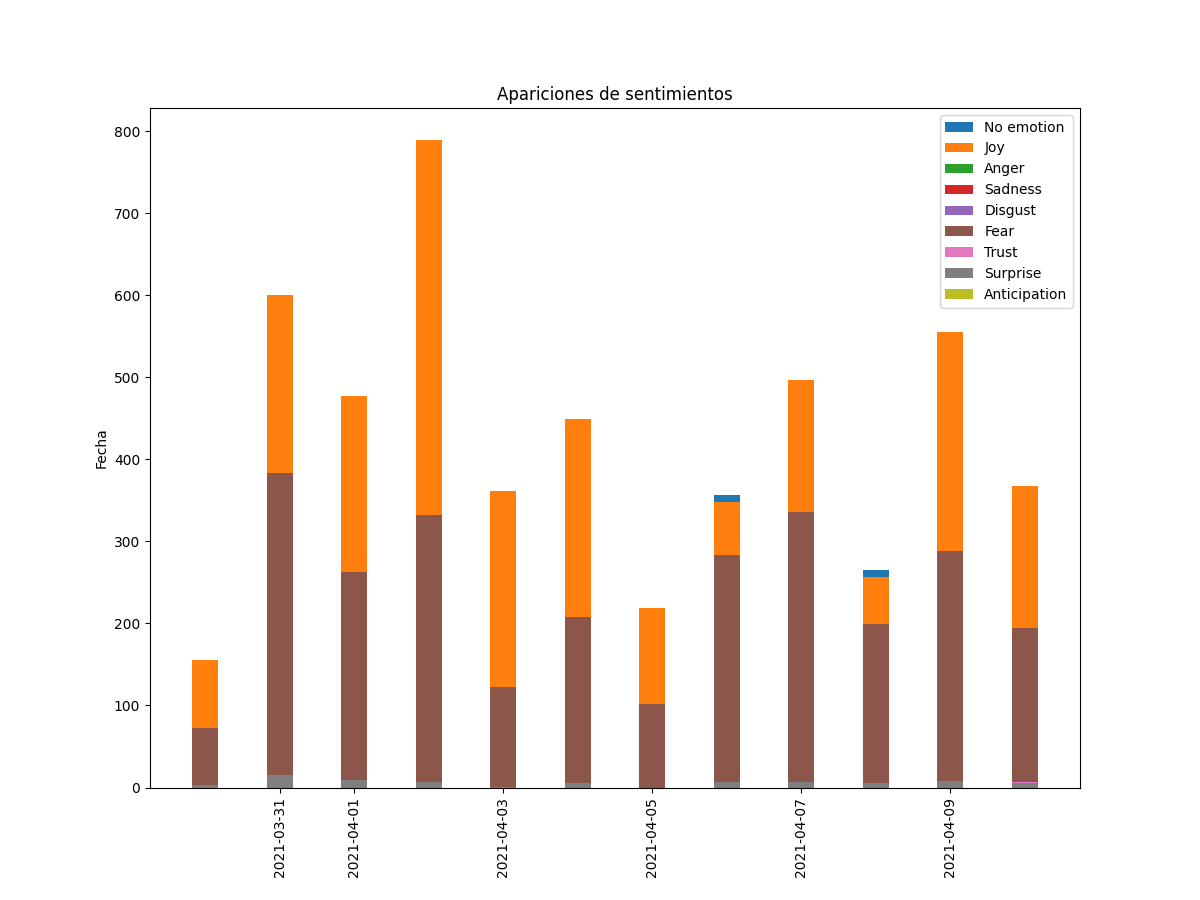 Apariciones de sentimientos
No emotion
Joy
Anger
Sadness
Disgust
Fear
Trust
Surprise
Anticipation
Fecha
800
700
600
500
400
300
200
100
0
2021-03-31
2021-04-01
2021-04-03
2021-04-05
2021-04-07
2021-04-09